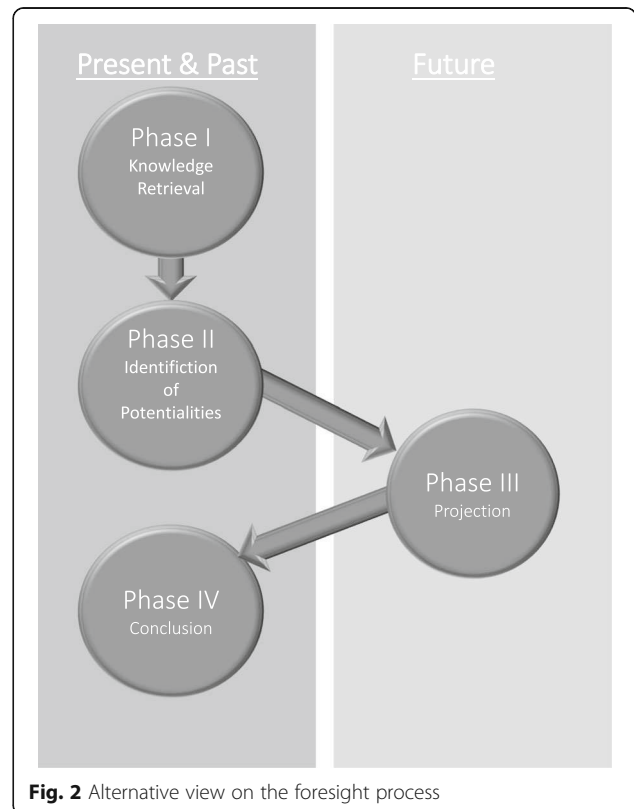 Present & Past
Future
Phase I
Knowledge
Retrieval
Phase II
Identifiction
of
Potentialities
Phase III
Projection
Phase IV
Conclusion
Fig. 2 Alternative view on the foresight process